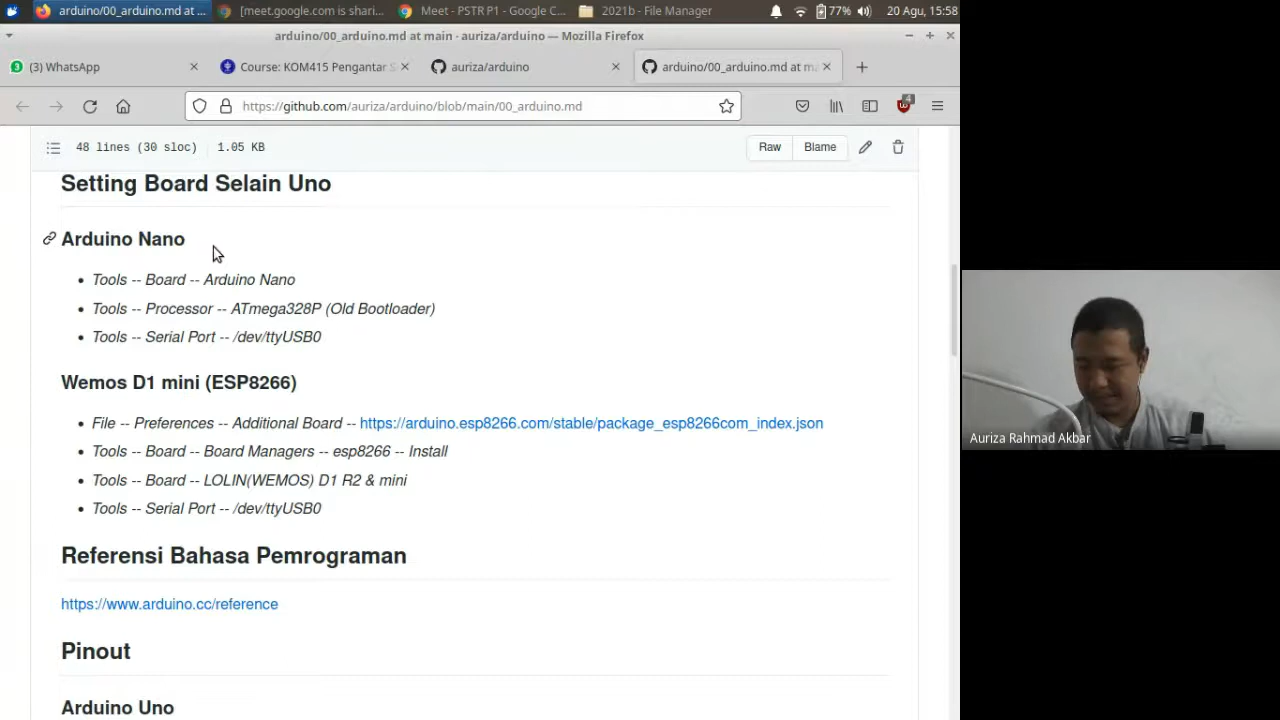 arduino/00_arduino.md at ...
[meet.google.com is shari...
Meet - PSTR P1 - Google C...
2021b - File Manager
77%
20 Agu, 15:58
arduino/00_arduino.md at main · auriza/arduino — Mozilla Firefox
(3) WhatsApp
Course: KOM415 Pengantar S
auriza/arduino
arduino/00_arduino.md at ma
https://github.com/auriza/arduino/blob/main/00_arduino.md
4
48 lines (30 sloc)
1.05 KB
Raw
Blame
Setting Board Selain Uno
Arduino Nano
Tools -- Board -- Arduino Nano
Tools -- Processor -- ATmega328P (Old Bootloader)
Tools -- Serial Port -- /dev/ttyUSB0
Wemos D1 mini (ESP8266)
File -- Preferences -- Additional Board -- https://arduino.esp8266.com/stable/package_esp8266com_index.json
Tools -- Board -- Board Managers -- esp8266 -- Install
Tools -- Board -- LOLIN(WEMOS) D1 R2 & mini
Tools -- Serial Port -- /dev/ttyUSB0
Referensi Bahasa Pemrograman
https://www.arduino.cc/reference
Pinout
Arduino Uno
Auriza Rahmad Akbar